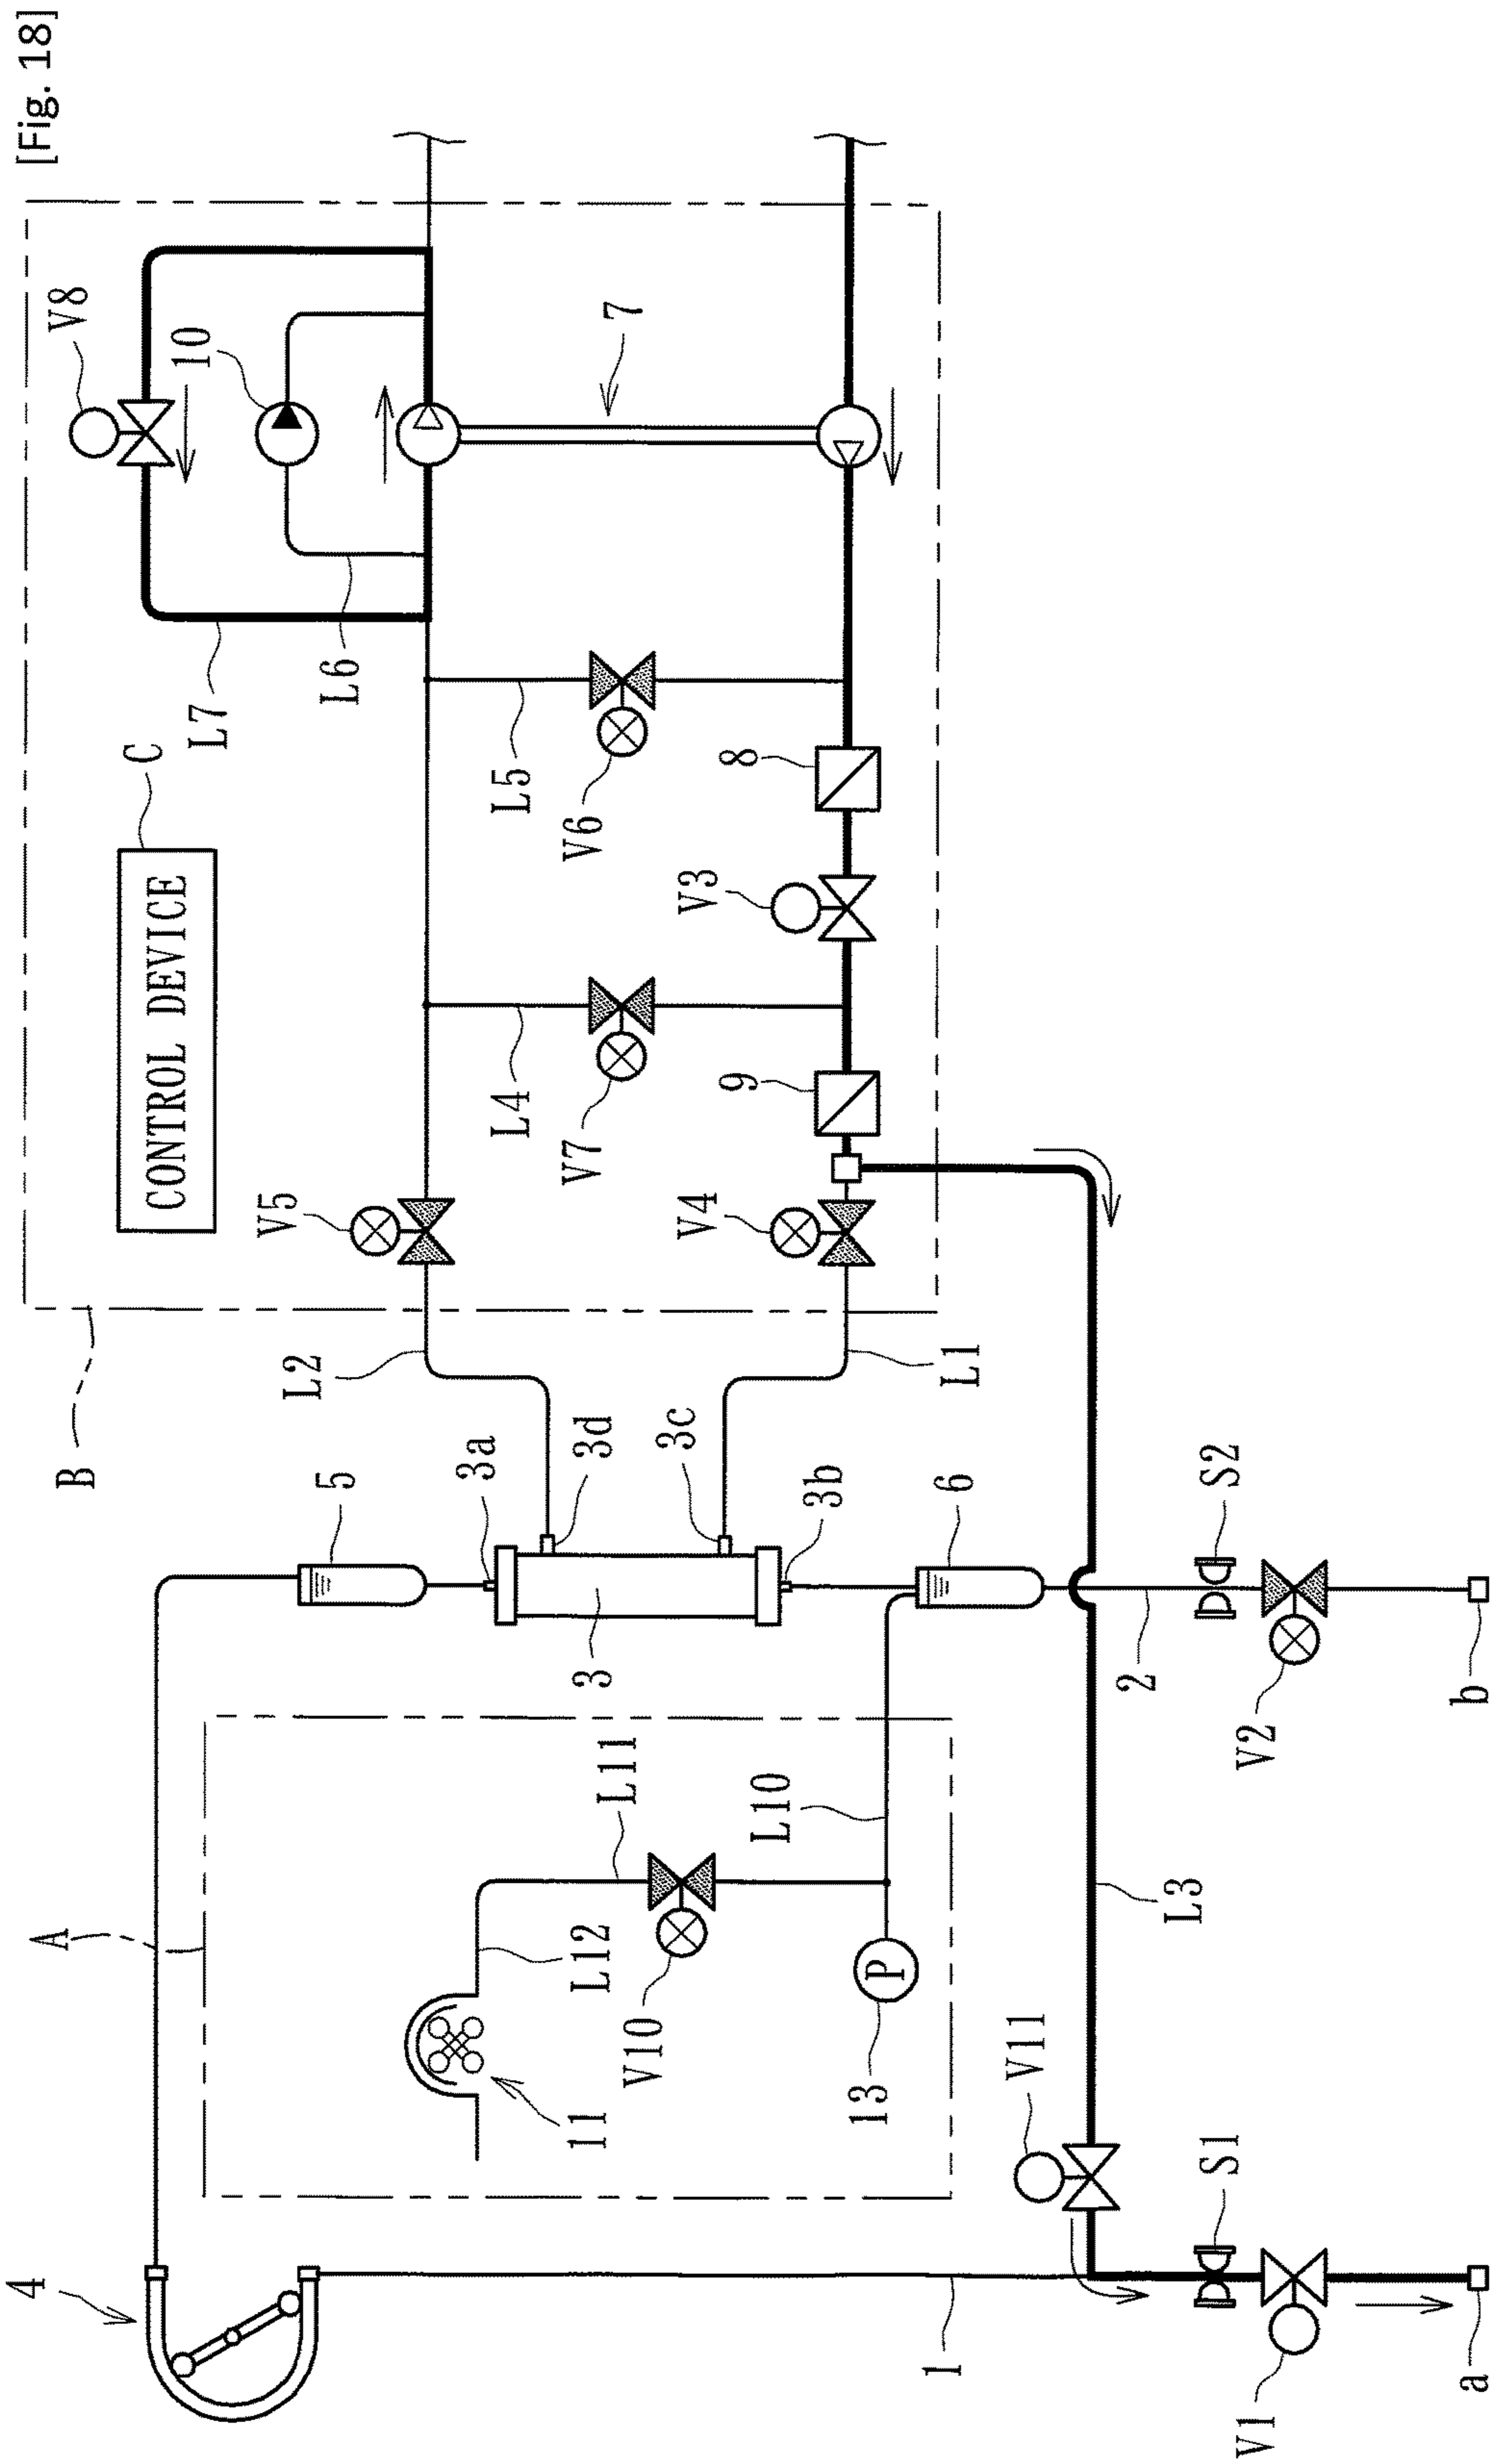 [Fig. 18]
V8
10
7
L7
L6
C
CONTROL DEVICE
L5
V6
8
V3
L4
V7
9
V5
V4
B
L2
L1
5
3a
3d
3c
3b
6
S2
3
2
V2
b
A
L11
L12
V10
L10
L3
11
13
V11
S1
4
1
V1
a
P